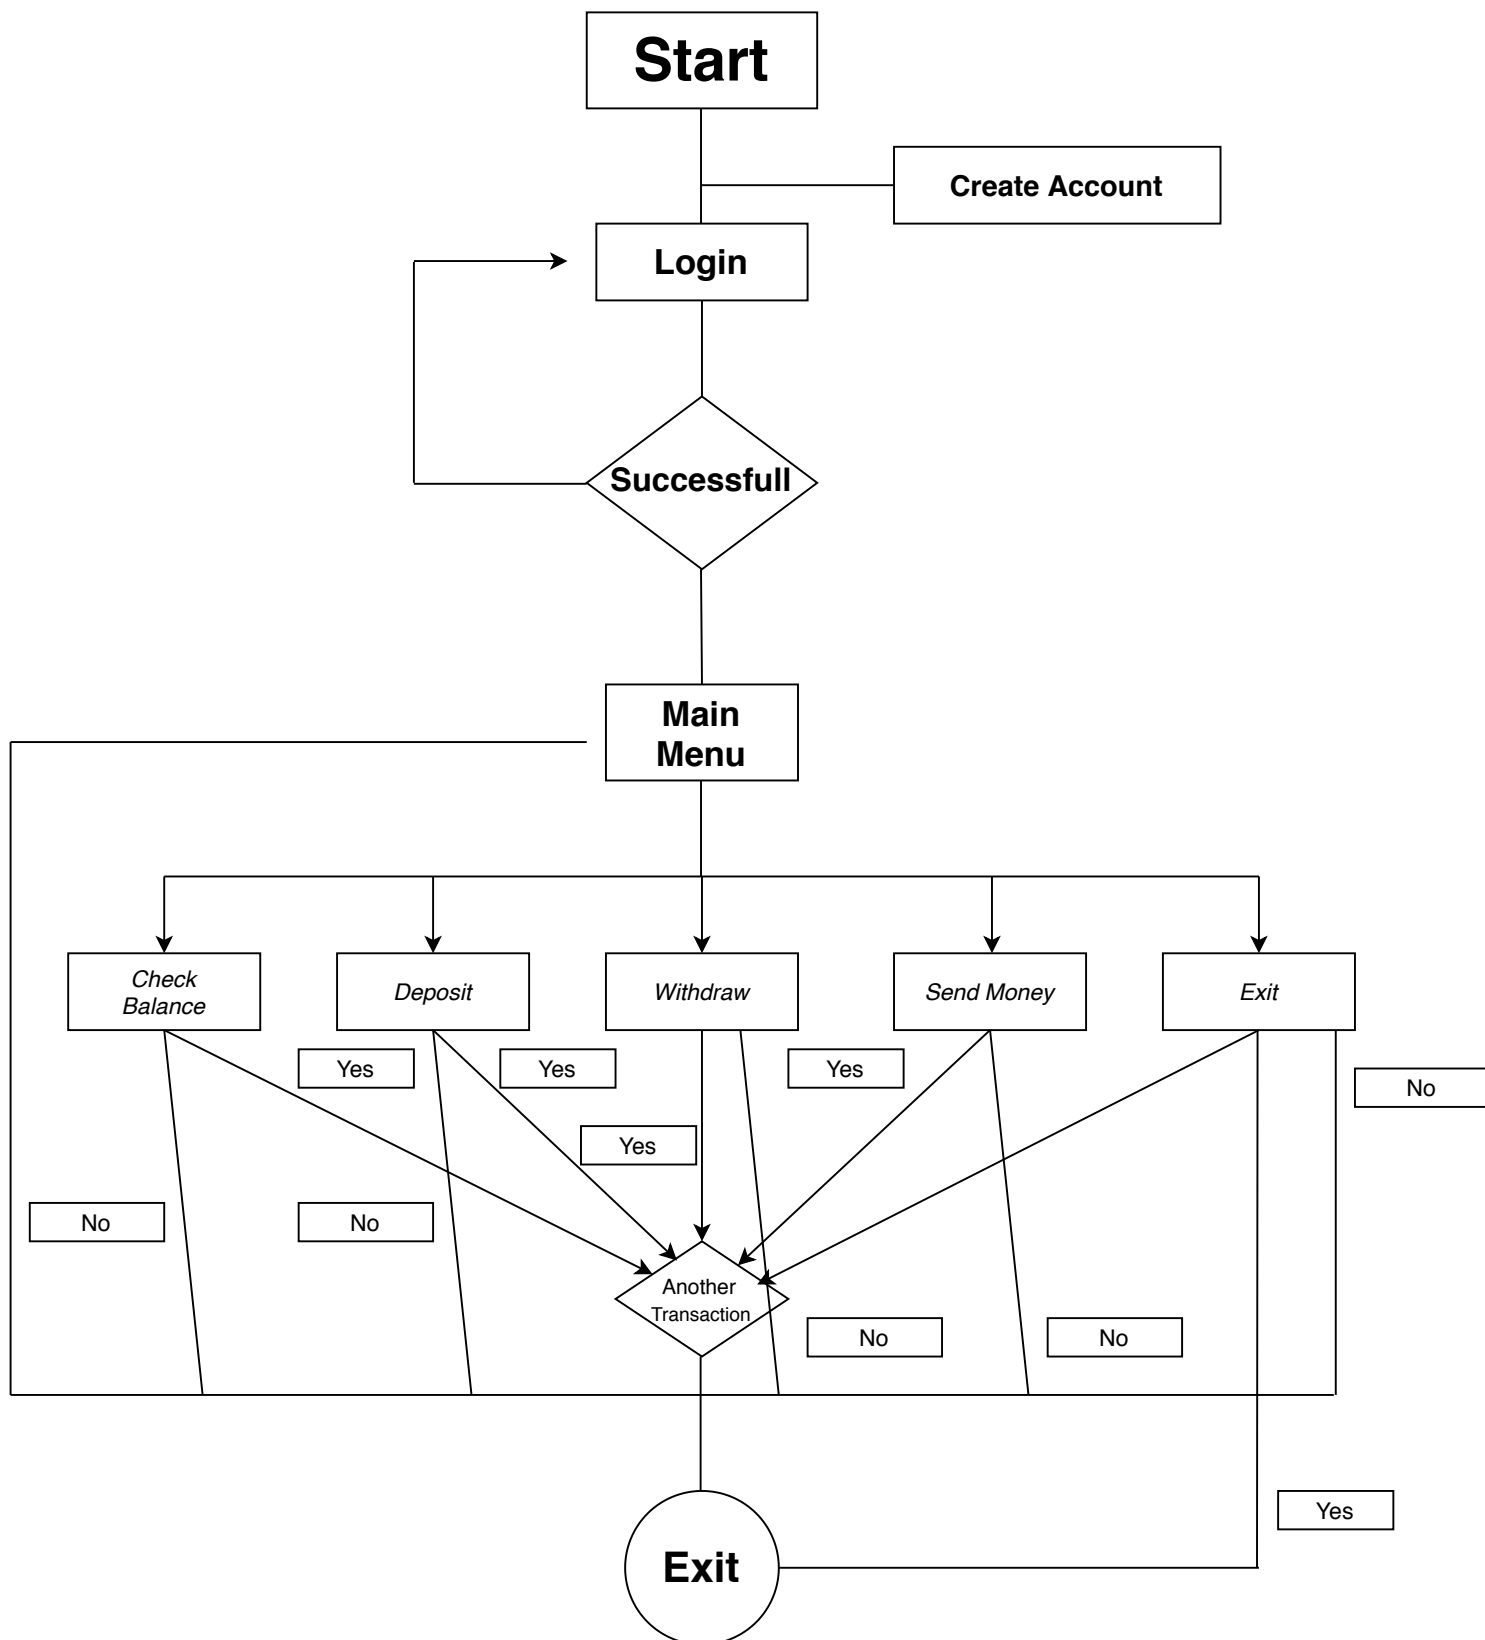 Start
Create Account
Login
Successfull
Main
Menu
Check
Balance
Deposit
Withdraw
Send Money
Exit
Yes
Yes
Yes
No
Yes
No
No
Another
Transaction
No
No
Yes
Exit